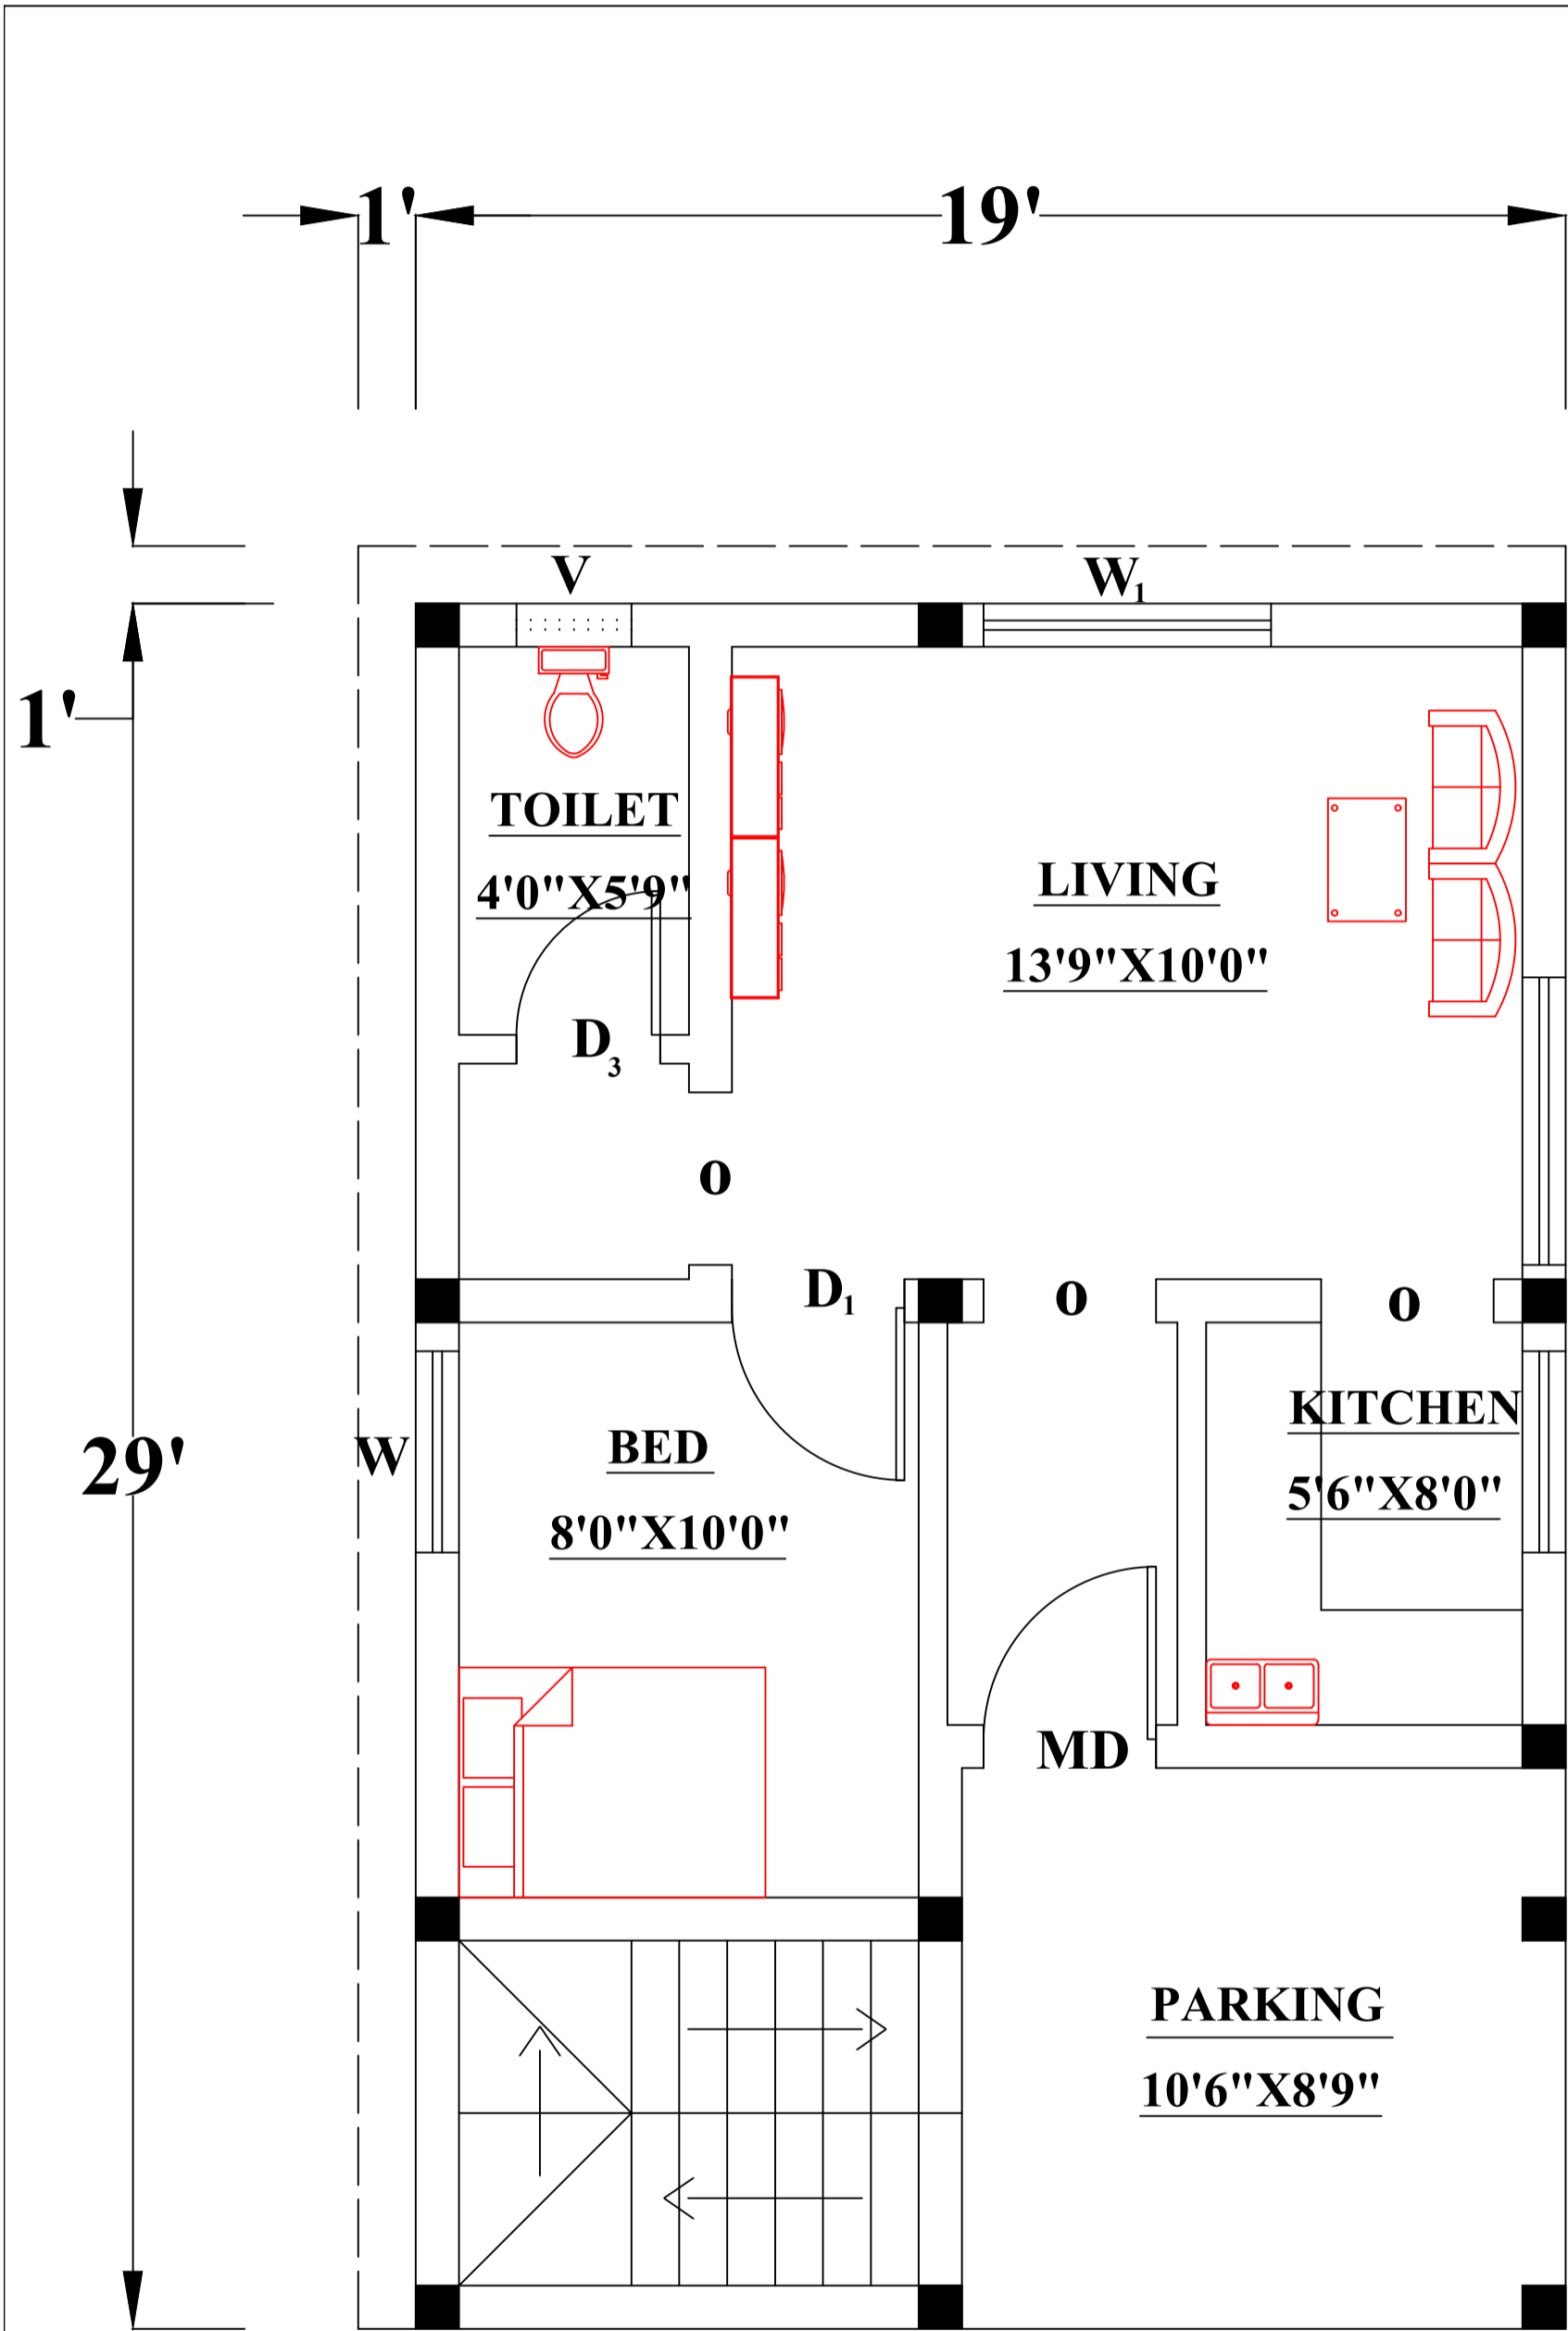 1'
19'
V
W1
1'
TOILET
4'0"X5'9"
LIVING
13'9"X10'0"
D3
o
D1
o
o
KITCHEN
5'6"X8'0"
29'
W
BED
8'0"X10'0"
MD
PARKING
10'6"X8'9"